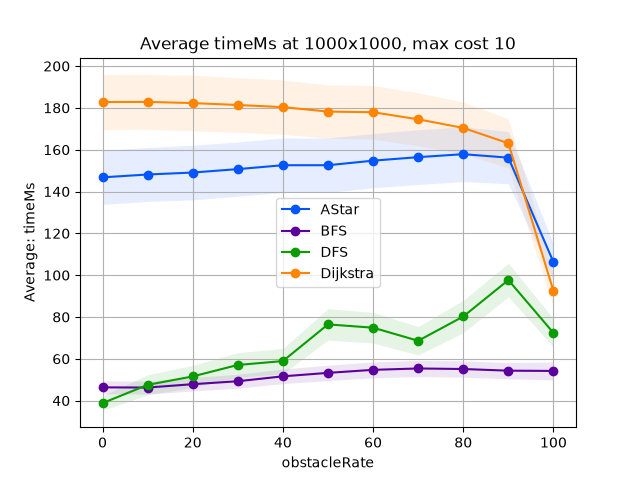 Average timeMs at 1000x1000, max cost 10
Average: timeMs
200
180
160
140
120
100
80
60
40
AStar
BFS
DFS
Dijkstra
0
20
40
60
80
100
obstacleRate